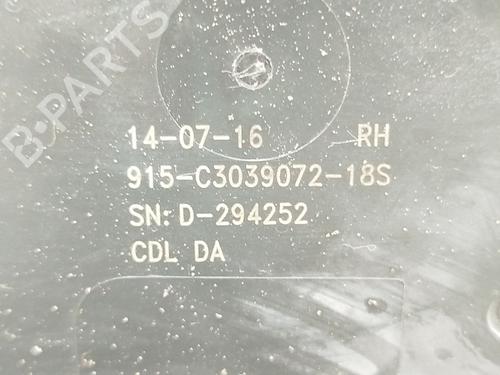 B-PARTS
14-07-16 RH
915-C3039072-18S
SN: D-294252
CDL DA